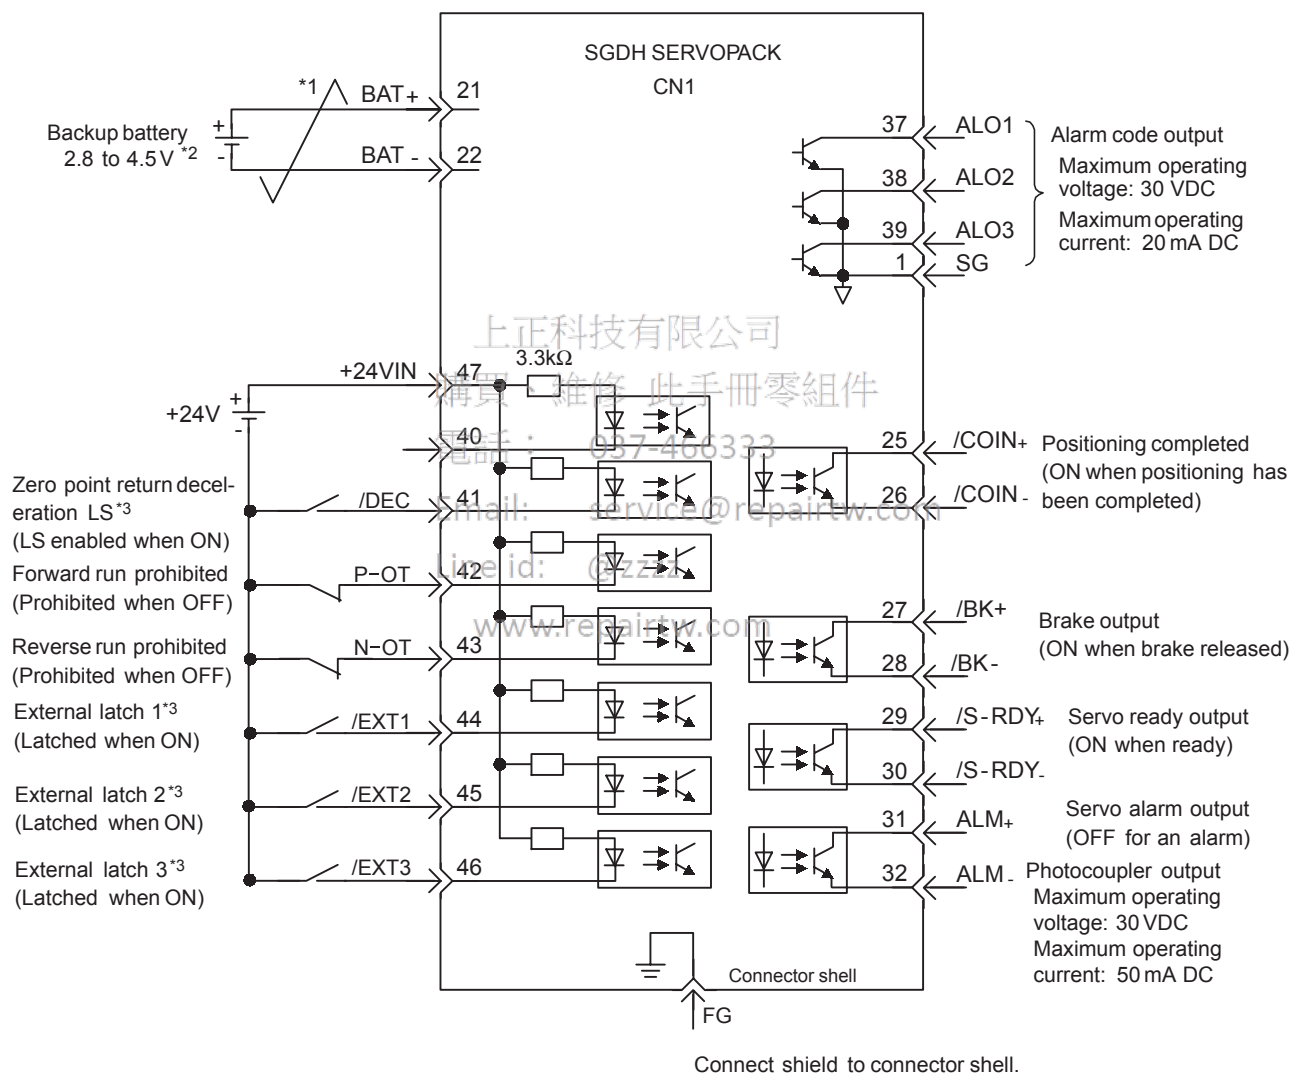 SGDH SERVOPACK
CN1
*1
BAT+
21
Backup battery
2.8 to 4.5V *2
+
-
BAT -
22
37
ALO1
38
ALO2
39
ALO3
1
SG
Alarm code output
Maximum operating
voltage: 30 VDC
Maximum operating
current: 20 mA DC
上正科技有限公司
購買、維修 此手冊零組件
電話： 037-466333
Email: service@repairtw.com
Line id: @zzzz
www.repairtw.com
+24VIN
47
3.3kΩ
+24V
+
-
40
Zero point return decel-
eration LS*3
(LS enabled when ON)
/DEC
41
Forward run prohibited
(Prohibited when OFF)
P-OT
42
Reverse run prohibited
(Prohibited when OFF)
N-OT
43
External latch 1*3
(Latched when ON)
/EXT1
44
External latch 2*3
(Latched when ON)
/EXT2
45
External latch 3*3
(Latched when ON)
/EXT3
46
25
/COIN+
26
/COIN -
Positioning completed
(ON when positioning has
been completed)
27
/BK+
28
/BK-
Brake output
(ON when brake released)
29
/S-RDY+
30
/S-RDY-
Servo ready output
(ON when ready)
31
ALM+
32
ALM -
Servo alarm output
(OFF for an alarm)
Photocoupler output
Maximum operating
voltage: 30 VDC
Maximum operating
current: 50 mA DC
Connector shell
FG
Connect shield to connector shell.